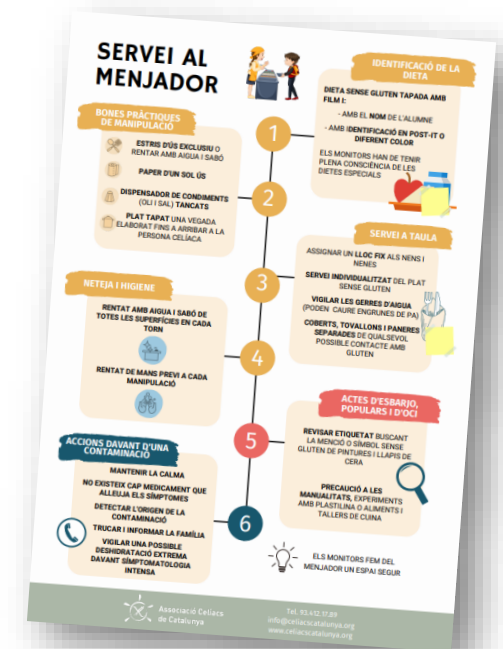 SERVEI AL
MENJADOR
IDENTIFICACIÓ DE LA
DIETA
DIETA SENSE GLUTEN TAPADA AMB
FILM I:
- AMB EL NOM DE L'ALUMNE
- AMB IDENTIFICACIÓ EN POST-IT O
DIFERENT COLOR
ELS MONITORS HAN DE TENIR
PLENA CONSCIÈNCIA DE LES
DIETES ESPECIALS
1
BONES PRÀCTIQUES
DE MANIPULACIÓ
ESTRIS D'ÚS EXCLUSIU O
RENTAR AMB AIGUA I SABÓ
PAPER D'UN SOL ÚS
DISPENSADOR DE CONDIMENTS
(OLI I SAL) TANCATS
PLAT TAPAT UNA VEGADA
ELABORAT FINS A ARRIBAR A LA
PERSONA CELÍACA
2
SERVEI A TAULA
ASSIGNAR UN LLOC FIX ALS NENS I
NENES
SERVEI INDIVIDUALITZAT DEL PLAT
SENSE GLUTEN
VIGILAR LES GERRES D'AIGUA
(PODEN CAURE ENGRUNES DE PA)
COBERTS, TOVALLONS I PANERES
SEPARADES DE QUALSEVOL
POSSIBLE CONTACTE AMB
GLUTEN
3
NETEJA I HIGIENE
RENTAT AMB AIGUA I SABÓ DE
TOTES LES SUPERFÍCIES EN CADA
TORN
RENTAT DE MANS PREVI A CADA
MANIPULACIÓ
4
ACTES D'ESBARJO,
POPULARS I D'OCI
REVISAR ETIQUETAT BUSCANT
LA MENCIÓ O SÍMBOL SENSE
GLUTEN DE PINTURES I LLAPIS DE
CERA
PRECAUCIÓ A LES
MANUALITATS, EXPERIMENTS
AMB PLASTILINA O ALIMENTS I
TALLERS DE CUINA
5
ACCIONS DAVANT D'UNA
CONTAMINACIÓ
MANTENIR LA CALMA
NO EXISTEIX CAP MEDICAMENT QUE
ALLEUJA ELS SÍMPTOMES
DETECTAR L'ORIGEN DE LA
CONTAMINACIÓ
TRUCAR I INFORMAR LA FAMÍLIA
VIGILAR UNA POSSIBLE
DESHIDRATACIÓ EXTREMA
DAVANT SÍMPTOMATOLOGIA
INTENSA
6
ELS MONITORS FEM DEL
MENJADOR UN ESPAI SEGUR
Associació Celíacs
de Catalunya
Tel. 93.412.17.89
info@celiacscatalunya.org
www.celiacscatalunya.org